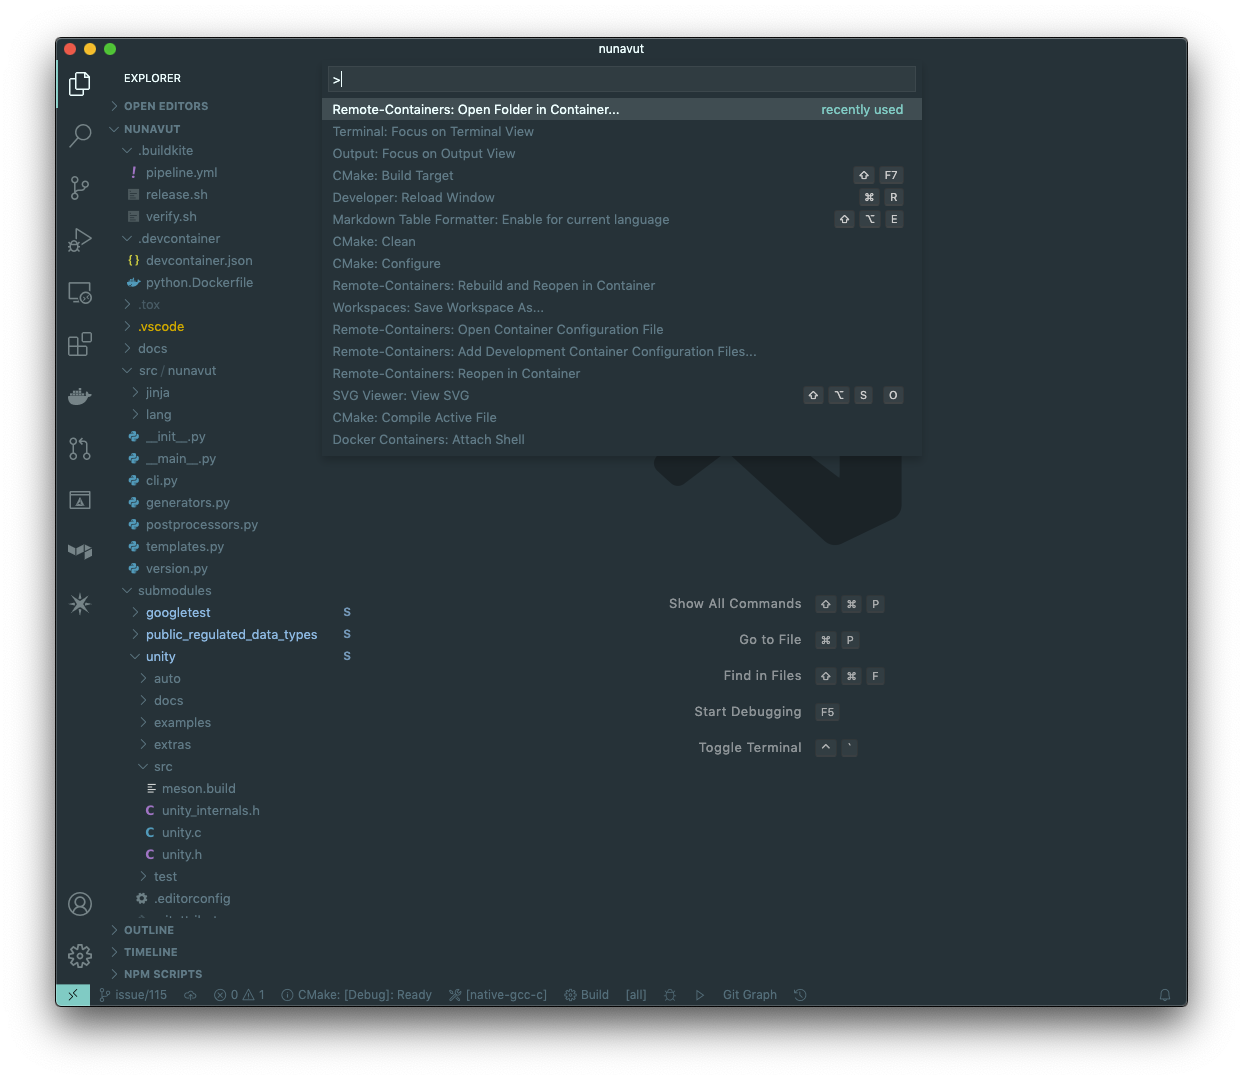 nunavut
EXPLORER
OPEN EDITORS
NUNAVUT
.buildkite
! pipeline.yml
release.sh
verify.sh
.devcontainer
{} devcontainer.json
python.Dockerfile
.tox
.vscode
docs
src / nunavut
jinja
lang
__init__.py
__main__.py
cli.py
generators.py
postprocessors.py
templates.py
version.py
submodules
googletest S
public_regulated_data_types S
unity S
auto
docs
examples
extras
src
meson.build
C unity_internals.h
C unity.c
C unity.h
test
.editorconfig
OUTLINE
TIMELINE
NPM SCRIPTS
>
Remote-Containers: Open Folder in Container... recently used
Terminal: Focus on Terminal View
Output: Focus on Output View
CMake: Build Target ⇧ F7
Developer: Reload Window ⌘ R
Markdown Table Formatter: Enable for current language ⇧ ⌥ E
CMake: Clean
CMake: Configure
Remote-Containers: Rebuild and Reopen in Container
Workspaces: Save Workspace As...
Remote-Containers: Open Container Configuration File
Remote-Containers: Add Development Container Configuration Files...
Remote-Containers: Reopen in Container
SVG Viewer: View SVG ⇧ ⌥ S O
CMake: Compile Active File
Docker Containers: Attach Shell
Show All Commands ⇧ ⌘ P
Go to File ⌘ P
Find in Files ⇧ ⌘ F
Start Debugging F5
Toggle Terminal ^ `
issue/115 0 1 CMake: [Debug]: Ready [native-gcc-c] Build [all] Git Graph